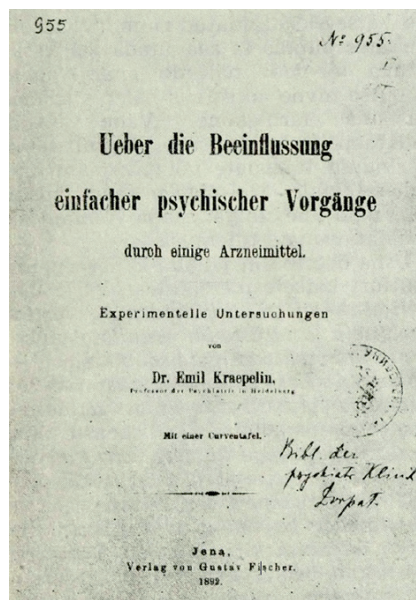 955
No 955.
Ueber die Beeinflussung
einfacher psychischer Vorgänge
durch einige Arzneimittel.
Experimentelle Untersuchungen
von
Dr. Emil Kraepelin,
Professor der Psychiatrie in Heidelberg
Mit einer Curventafel.
Bibl. der
psychiatr. Klinik
Dorpat.
Jena,
Verlag von Gustav Fischer.
1892.